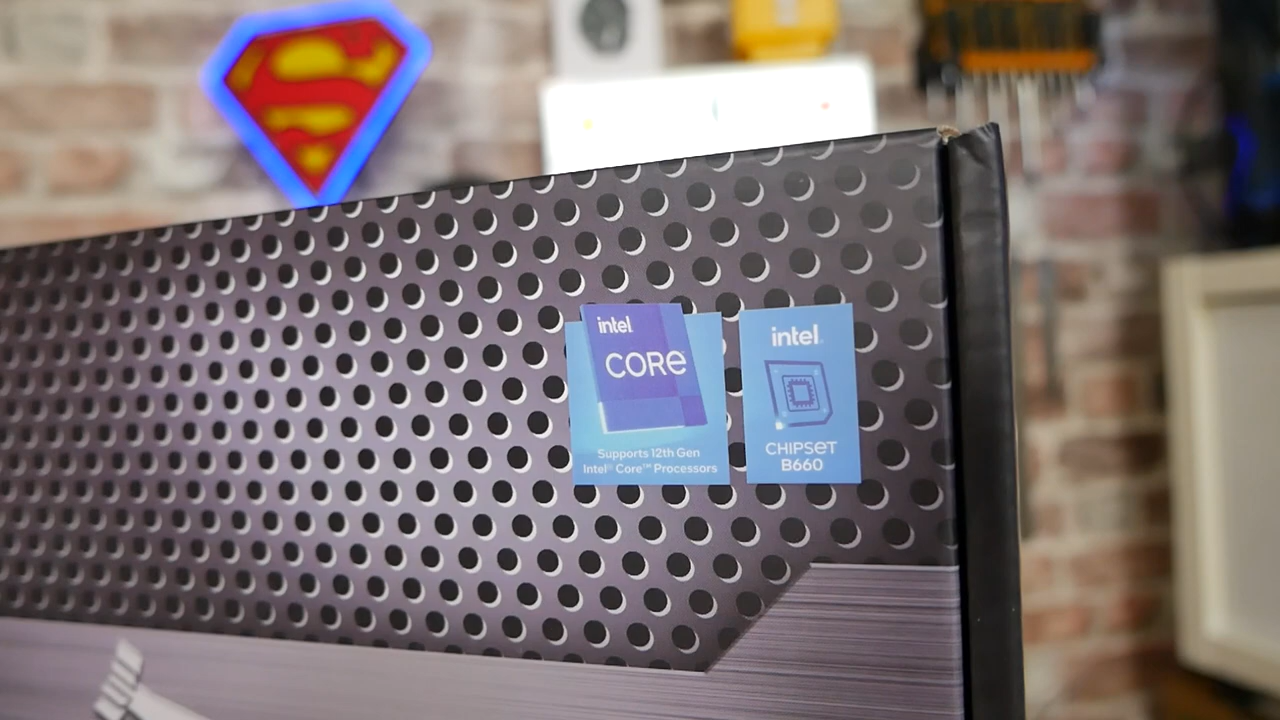 intel
CORE
Supports 12th Gen
Intel® Core™ Processors
intel
CHIPSET
B660